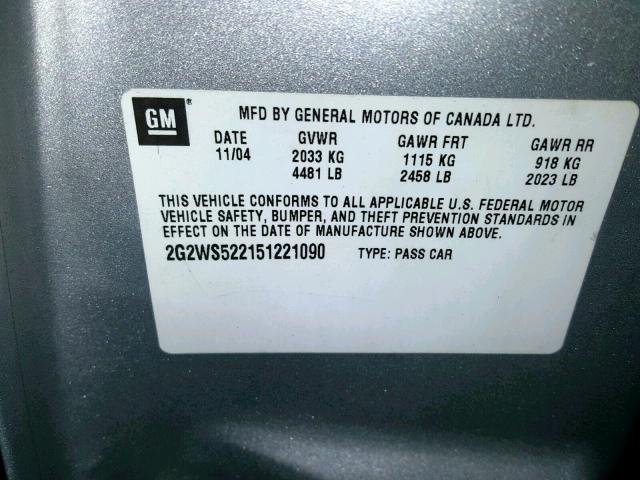 GM ® MFD BY GENERAL MOTORS OF CANADA LTD.
DATE GVWR GAWR FRT GAWR RR
11/04 2033 KG 1115 KG 918 KG
4481 LB 2458 LB 2023 LB
THIS VEHICLE CONFORMS TO ALL APPLICABLE U.S. FEDERAL MOTOR
VEHICLE SAFETY, BUMPER, AND THEFT PREVENTION STANDARDS IN
EFFECT ON THE DATE OF MANUFACTURE SHOWN ABOVE.
2G2WS522151221090 TYPE: PASS CAR